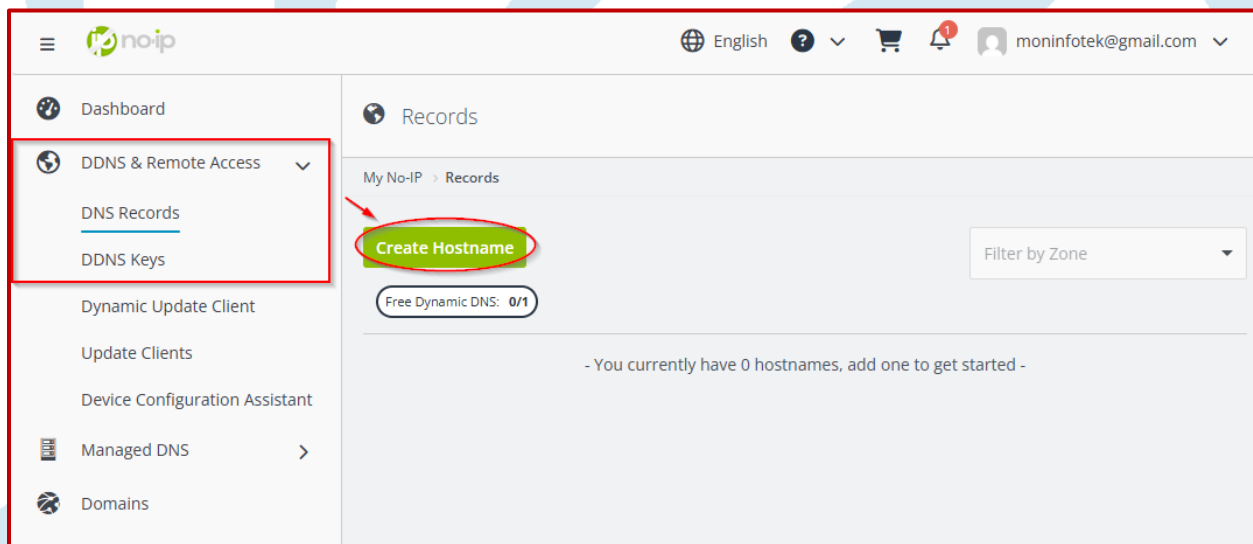 no-ip
English
1
moninfotek@gmail.com
Dashboard
DDNS & Remote Access
DNS Records
DDNS Keys
Dynamic Update Client
Update Clients
Device Configuration Assistant
Managed DNS
Domains
Records
My No-IP > Records
Create Hostname
Filter by Zone
Free Dynamic DNS: 0/1
- You currently have 0 hostnames, add one to get started -